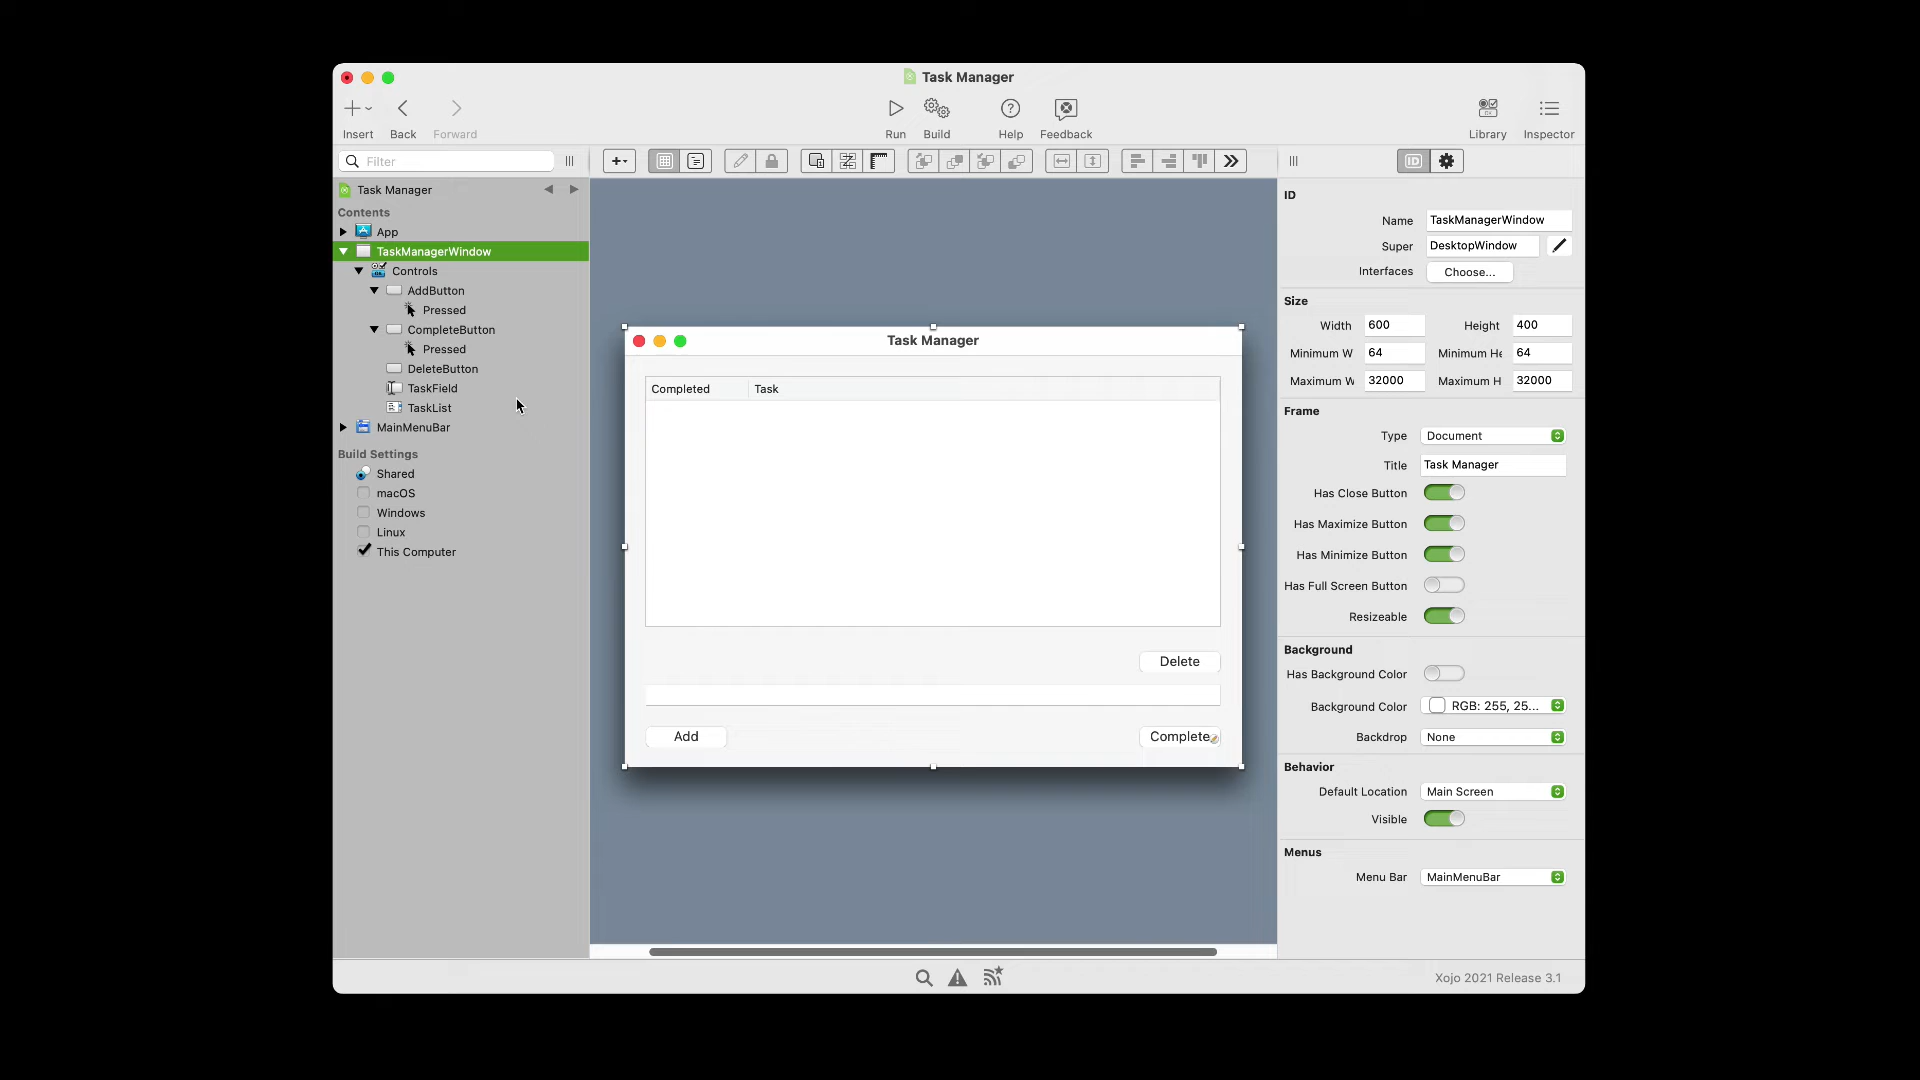 Task Manager
Insert Back Forward Run Build Help Feedback Library Inspector
Filter
Task Manager
Contents
App
TaskManagerWindow
Controls
AddButton
Pressed
CompleteButton
Pressed
DeleteButton
TaskField
TaskList
MainMenuBar
Build Settings
Shared
macOS
Windows
Linux
This Computer
Task Manager
Completed Task
Delete
Add Complete
ID
Name TaskManagerWindow
Super DesktopWindow
Interfaces Choose...
Size
Width 600 Height 400
Minimum W 64 Minimum He 64
Maximum W 32000 Maximum H 32000
Frame
Type Document
Title Task Manager
Has Close Button
Has Maximize Button
Has Minimize Button
Has Full Screen Button
Resizeable
Background
Has Background Color
Background Color RGB: 255, 25...
Backdrop None
Behavior
Default Location Main Screen
Visible
Menus
Menu Bar MainMenuBar
Xojo 2021 Release 3.1